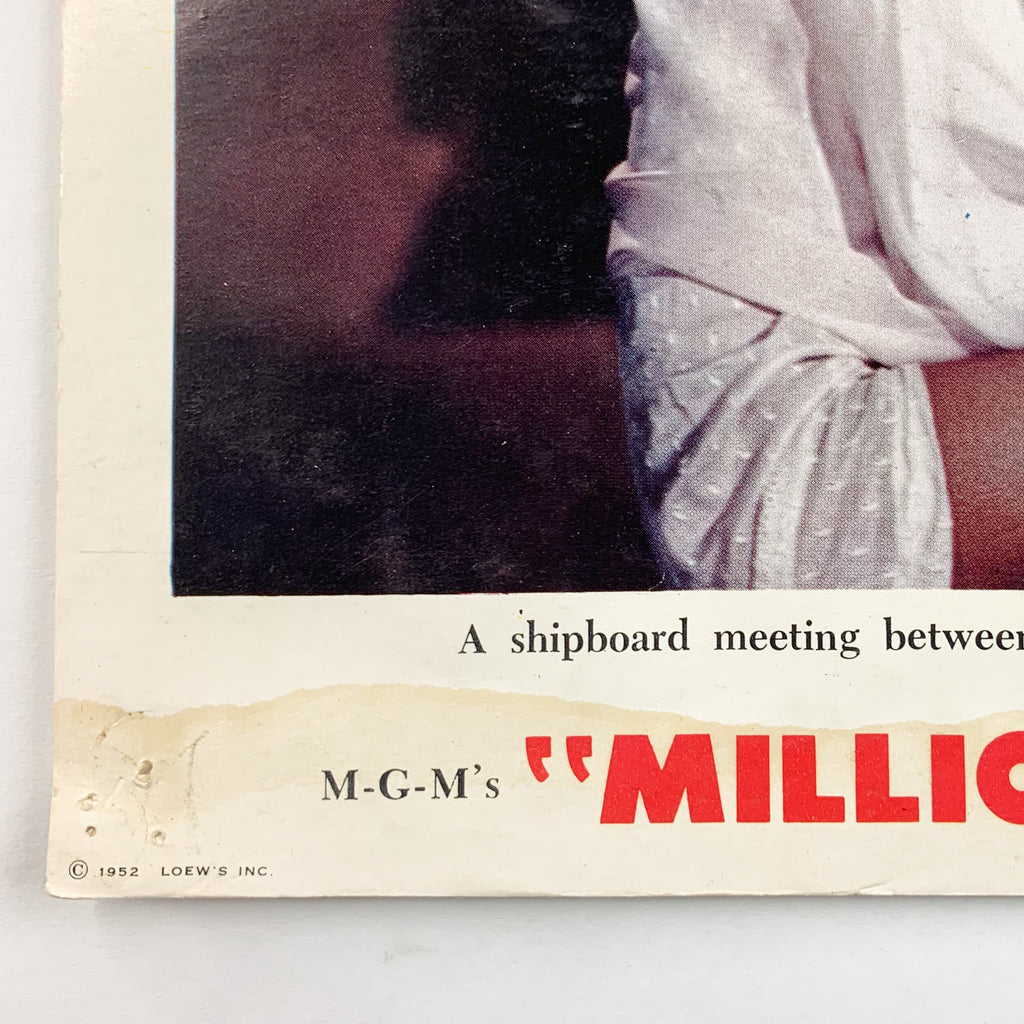 A shipboard meeting between
M-G-M's "MILLIO
© 1952 LOEW'S INC.